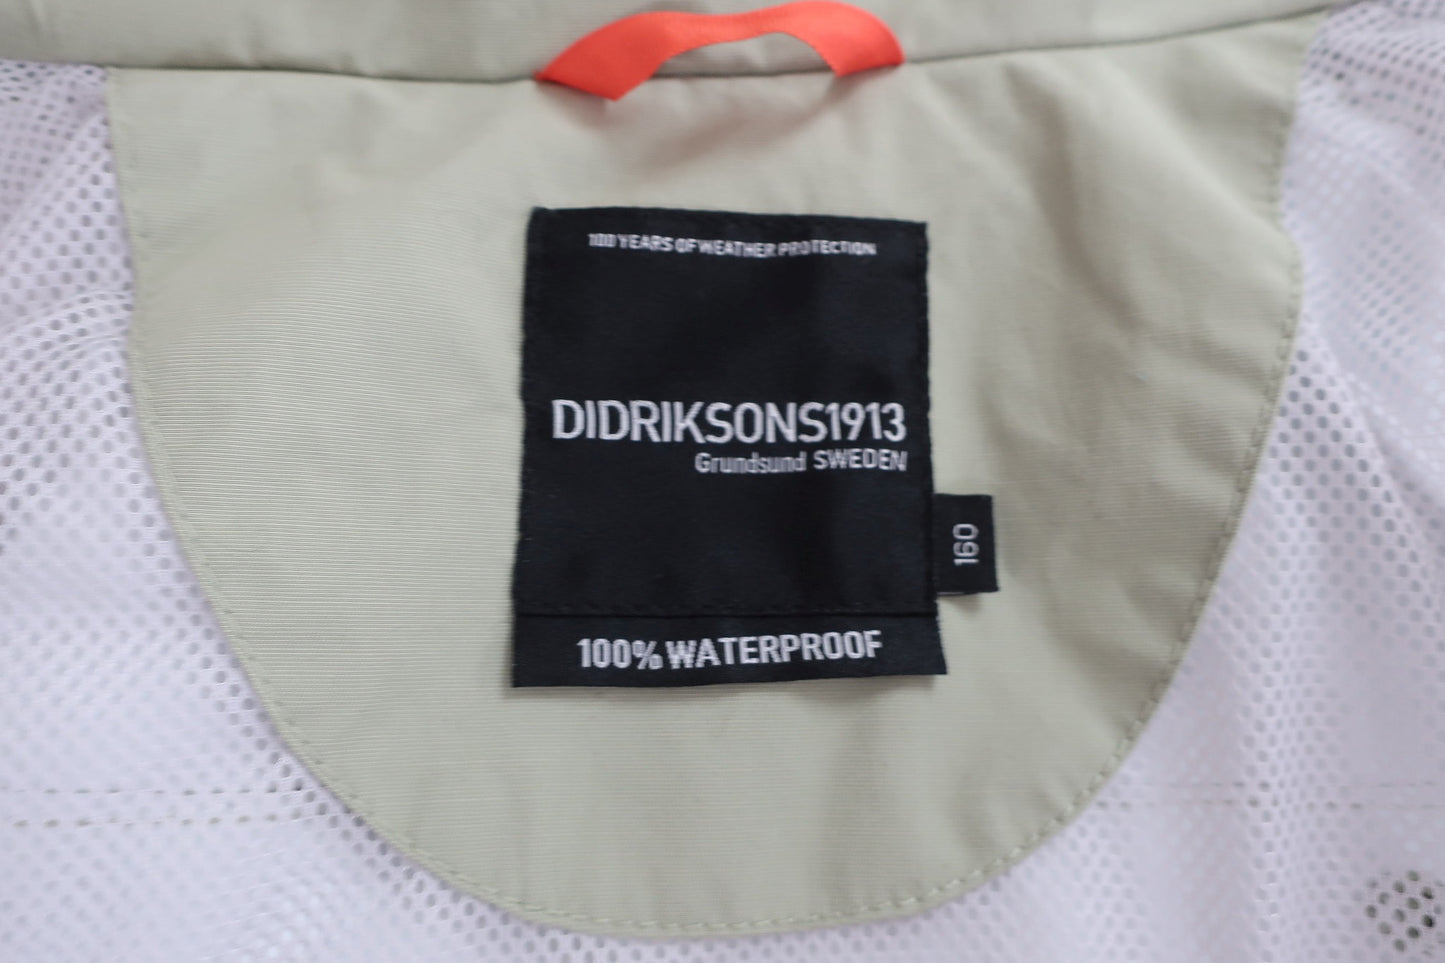 100 YEARS OF WEATHER PROTECTION
DIDRIKSONS1913
Grundsund SWEDEN
160
100% WATERPROOF